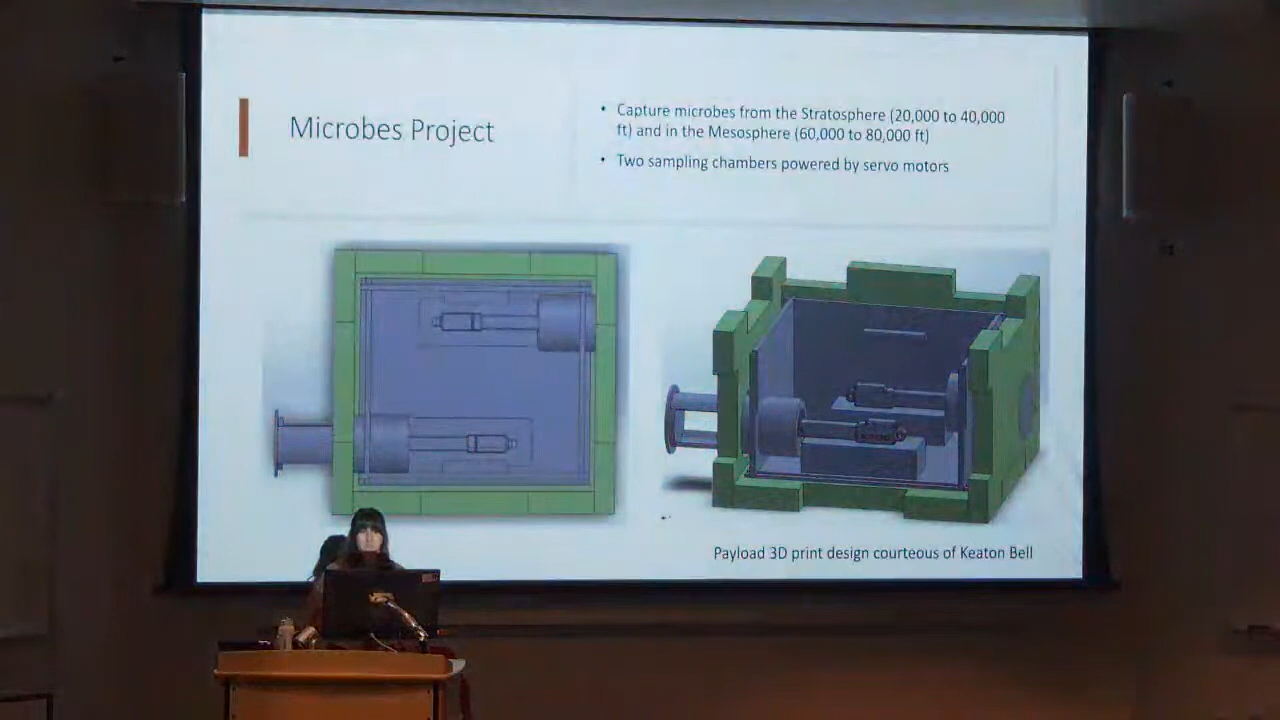 Microbes Project
• Capture microbes from the Stratosphere (20,000 to 40,000
ft) and in the Mesosphere (60,000 to 80,000 ft)
• Two sampling chambers powered by servo motors
Payload 3D print design courteous of Keaton Bell